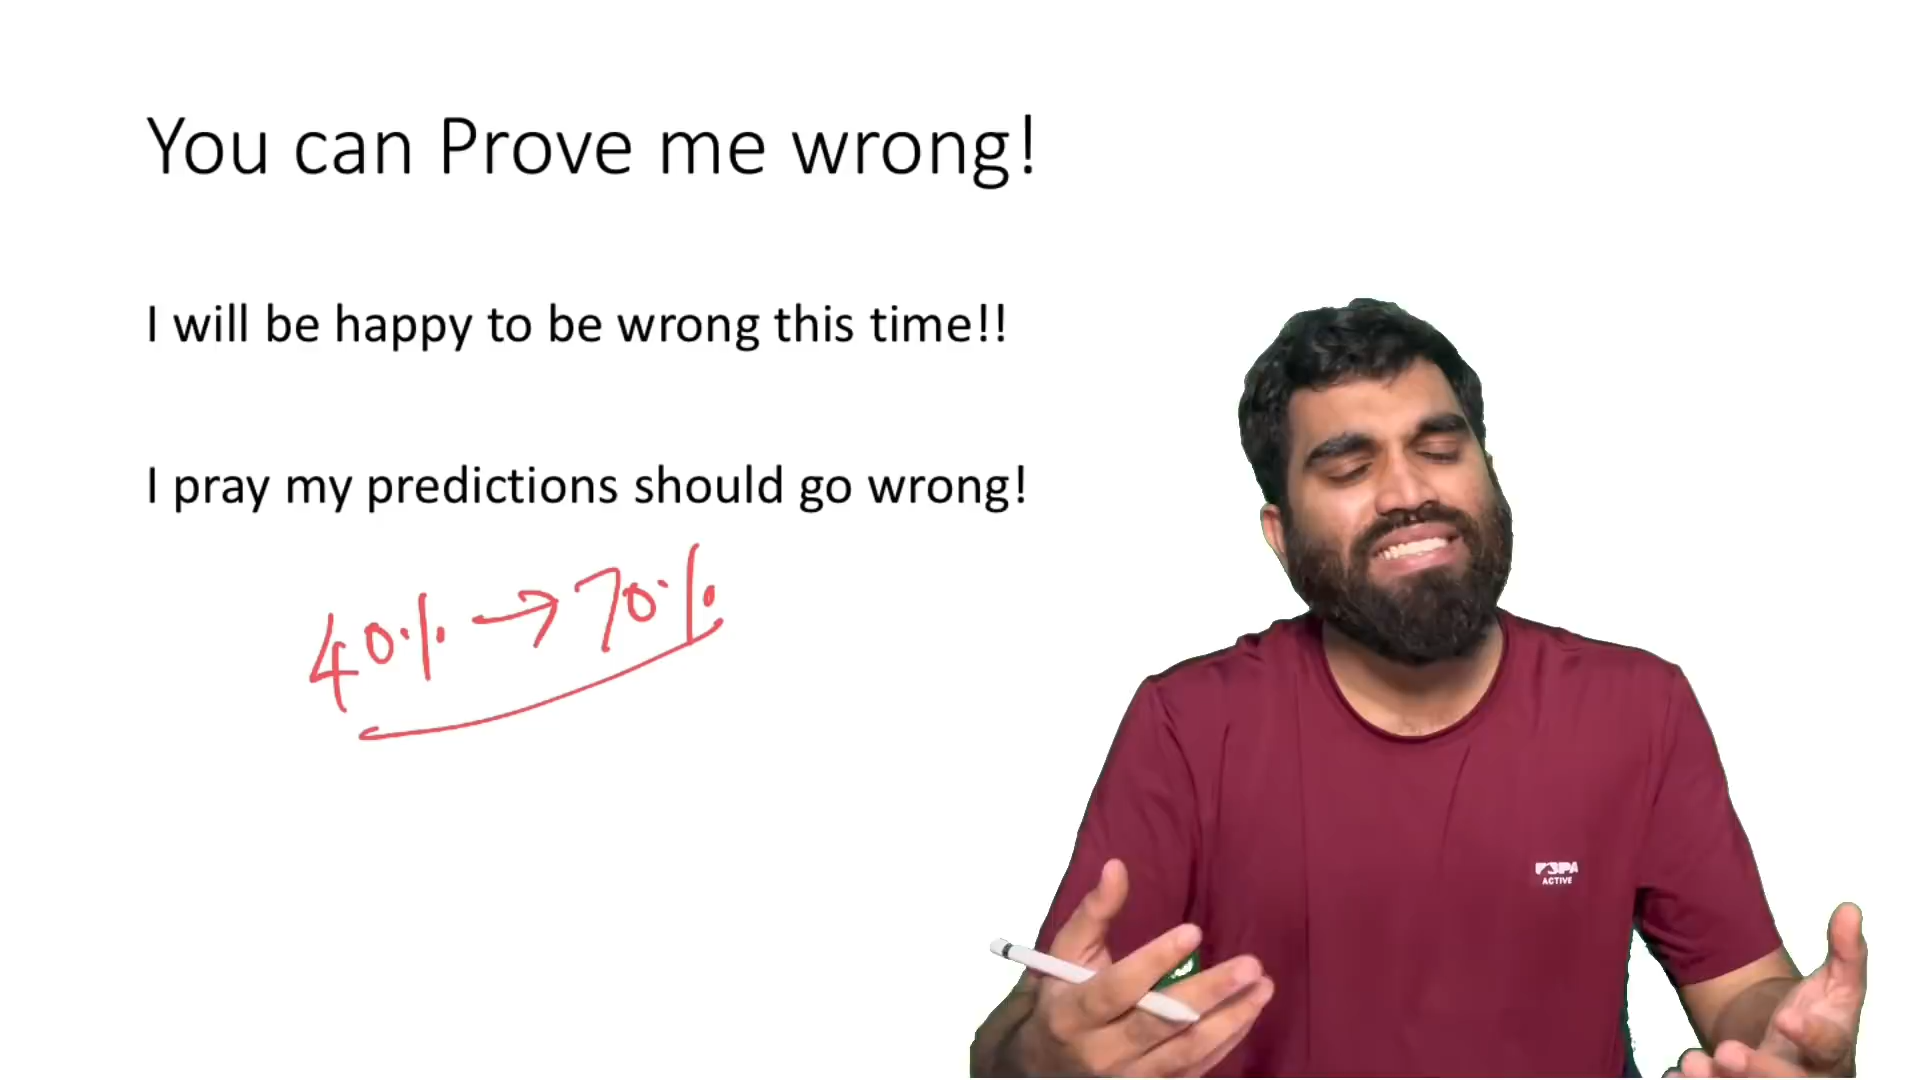 You can Prove me wrong!
I will be happy to be wrong this time!!
I pray my predictions should go wrong!
40% → 70%
ACTIVE